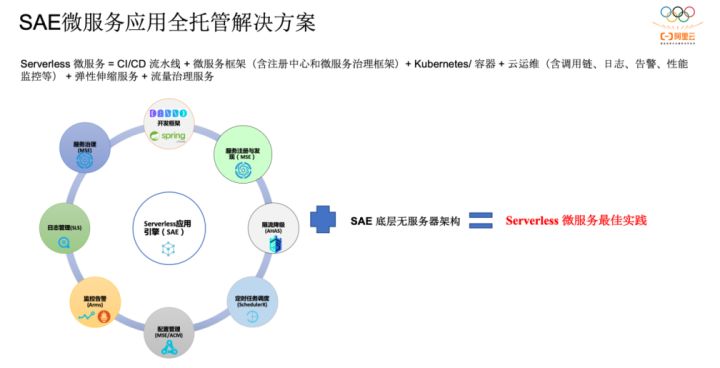 SAE微服务应用全托管解决方案
阿里云
Serverless 微服务 = CI/CD 流水线 + 微服务框架（含注册中心和微服务治理框架）+ Kubernetes/ 容器 + 云运维（含调用链、日志、告警、性能
监控等） + 弹性伸缩服务 + 流量治理服务
开发框架
spring
服务治理
(MSE)
服务注册与发
现（MSE）
日志管理(SLS)
Serverless应用
引擎（SAE）
限流降级
(AHAS)
SAE 底层无服务器架构
Serverless 微服务最佳实践
监控告警
(Arms)
定时任务调度
(SchedulerX)
配置管理
(MSE/ACM)